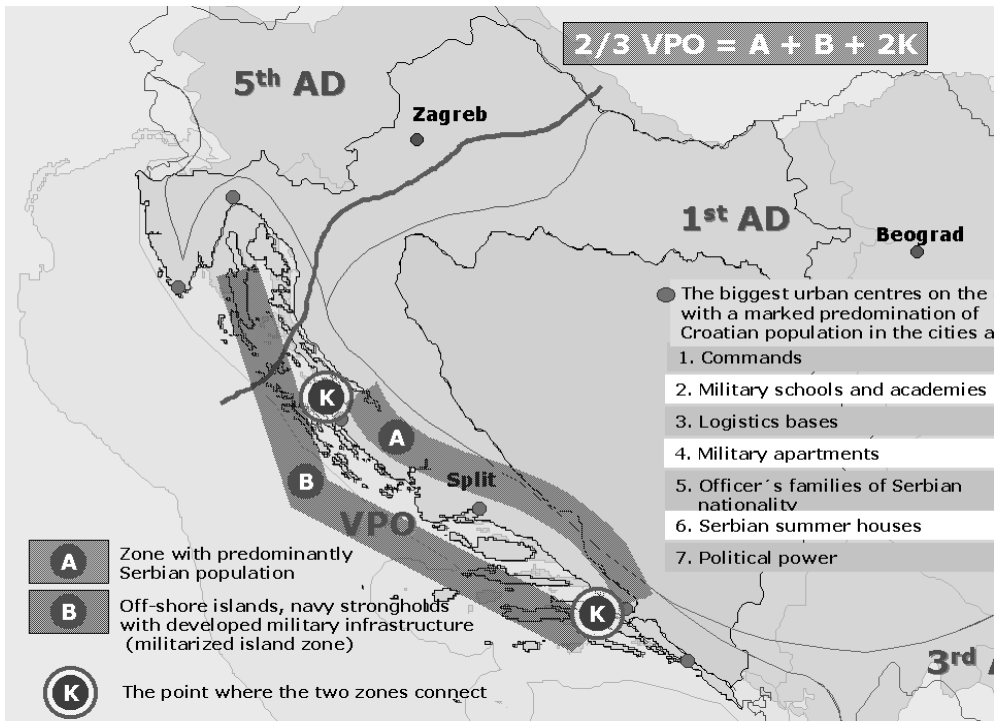 2/3 VPO = A + B + 2K
5th AD
Zagreb
1st AD
Beograd
The biggest urban centres on the
with a marked predomination of
Croatian population in the cities a
1. Commands
2. Military schools and academies
3. Logistics bases
4. Military apartments
5. Officer´s families of Serbian
nationality
6. Serbian summer houses
7. Political power
K
A
B
Split
VPO
K
A Zone with predominantly
Serbian population
B Off-shore islands, navy strongholds
with developed military infrastructure
(militarized island zone)
K The point where the two zones connect
3rd A